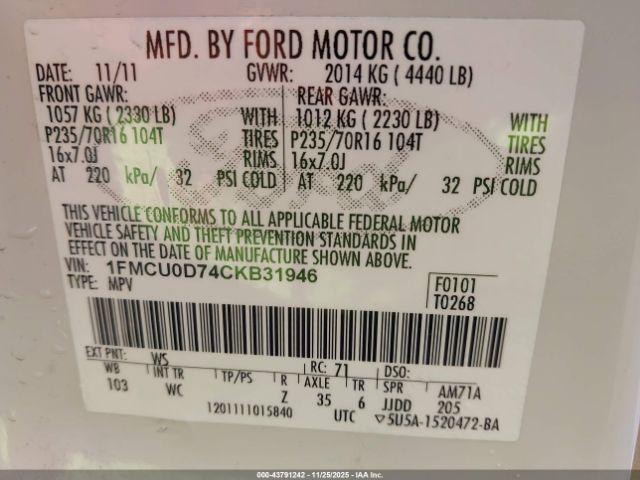 MFD. BY FORD MOTOR CO.
DATE: 11/11 GVWR: 2014 KG ( 4440 LB)
FRONT GAWR: REAR GAWR:
1057 KG ( 2330 LB) WITH 1012 KG ( 2230 LB) WITH
P235/70R16 104T TIRES P235/70R16 104T TIRES
16x7.0J RIMS 16x7.0J RIMS
AT 220 kPa/ 32 PSI COLD AT 220 kPa/ 32 PSI COLD
THIS VEHICLE CONFORMS TO ALL APPLICABLE FEDERAL MOTOR
VEHICLE SAFETY AND THEFT PREVENTION STANDARDS IN
EFFECT ON THE DATE OF MANUFACTURE SHOWN ABOVE.
VIN: 1FMCU0D74CKB31946 F0101
TYPE: MPV T0268
EXT PNT: WS RC: 71 DSO:
WB INT TR TP/PS R AXLE TR SPR AM71A
103 WC Z 35 6 JJDD 205
1201111015840 UTC ▽5U5A-1520472-BA
000-43791242 - 11/25/2025 - IAA Inc.